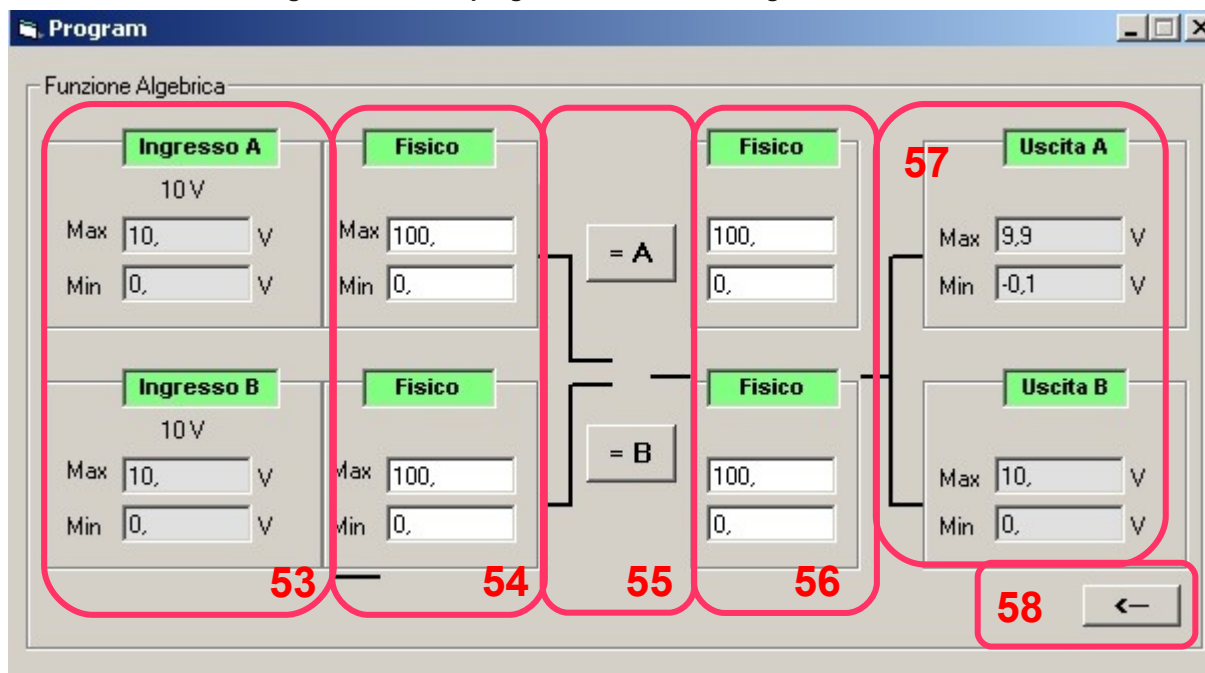 Program
Funzione Algebrica
Ingresso A
Fisico
Fisico
Uscita A
57
10 V
Max 10, V
Max 100,
= A
100,
Max 9,9 V
Min 0, V
Min 0,
0,
Min -0,1 V
Ingresso B
Fisico
Fisico
Uscita B
10 V
Max 10, V
Max 100,
= B
100,
Max 10, V
Min 0, V
Min 0,
0,
Min 0, V
53
54
55
56
58
<—